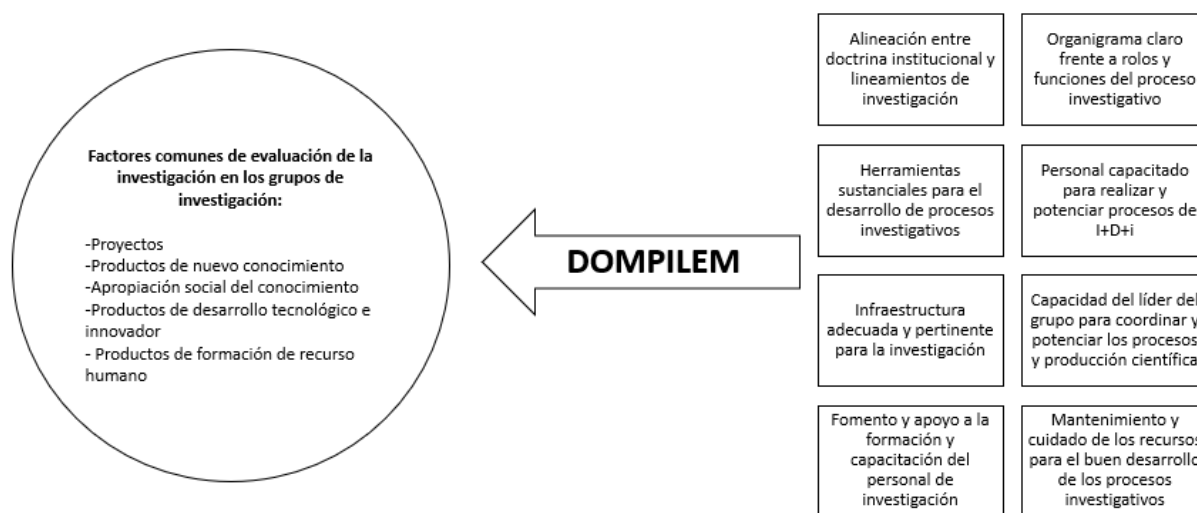 Factores comunes de evaluación de la
investigación en los grupos de
investigación:
-Proyectos
-Productos de nuevo conocimiento
-Apropiación social del conocimiento
-Productos de desarrollo tecnológico e
innovador
- Productos de formación de recurso
humano
DOMPILEM
Alineación entre
doctrina institucional y
lineamientos de
investigación
Organigrama claro
frente a rolos y
funciones del proceso
investigativo
Herramientas
sustanciales para el
desarrollo de procesos
investigativos
Personal capacitado
para realizar y
potenciar procesos de
I+D+i
Infraestructura
adecuada y pertinente
para la investigación
Capacidad del líder del
grupo para coordinar y
potenciar los procesos
y producción científica
Fomento y apoyo a la
formación y
capacitación del
personal de
investigación
Mantenimiento y
cuidado de los recursos
para el buen desarrollo
de los procesos
investigativos